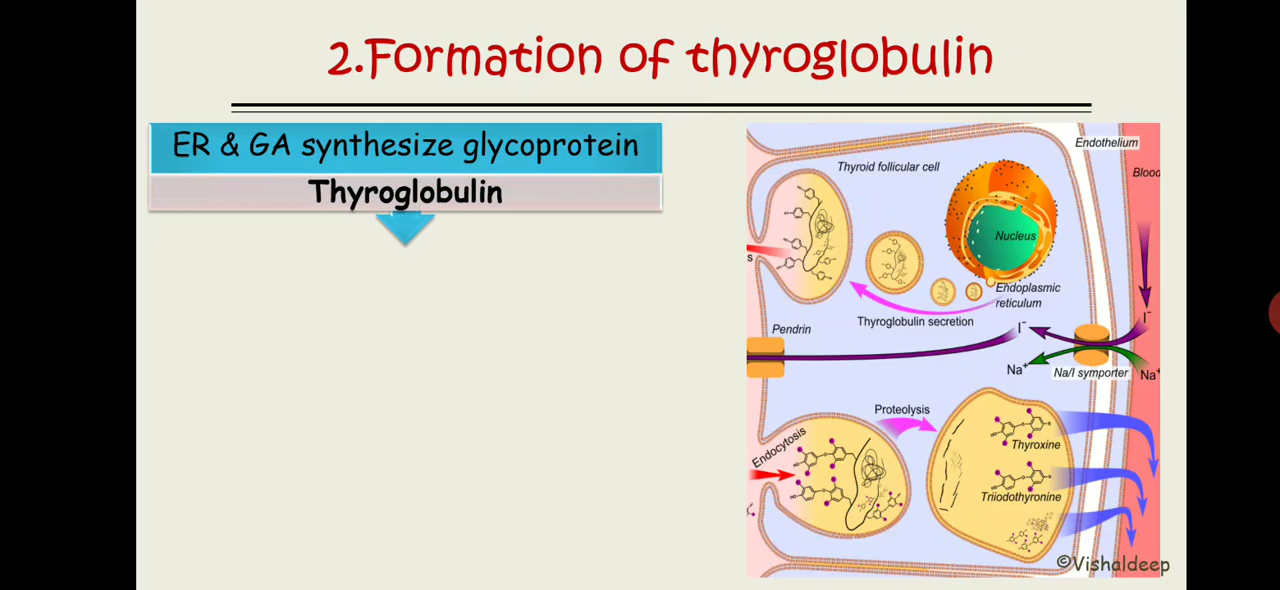 2.Formation of thyroglobulin
ER & GA synthesize glycoprotein
Thyroglobulin
Endothelium
Thyroid follicular cell
Blood
Nucleus
s
Endoplasmic
reticulum
Thyroglobulin secretion
I⁻
I⁻
Pendrin
Na⁺
Na/I symporter
Na⁺
Proteolysis
Endocytosis
Thyroxine
Triiodothyronine
©Vishaldeep